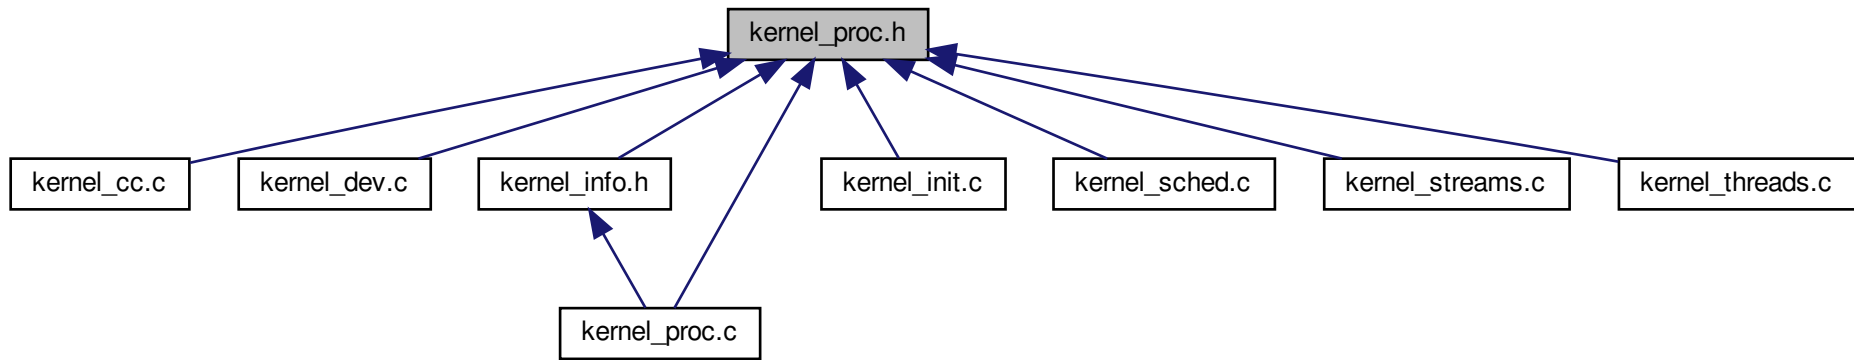 kernel_proc.h
kernel_cc.c
kernel_dev.c
kernel_info.h
kernel_init.c
kernel_sched.c
kernel_streams.c
kernel_threads.c
kernel_proc.c